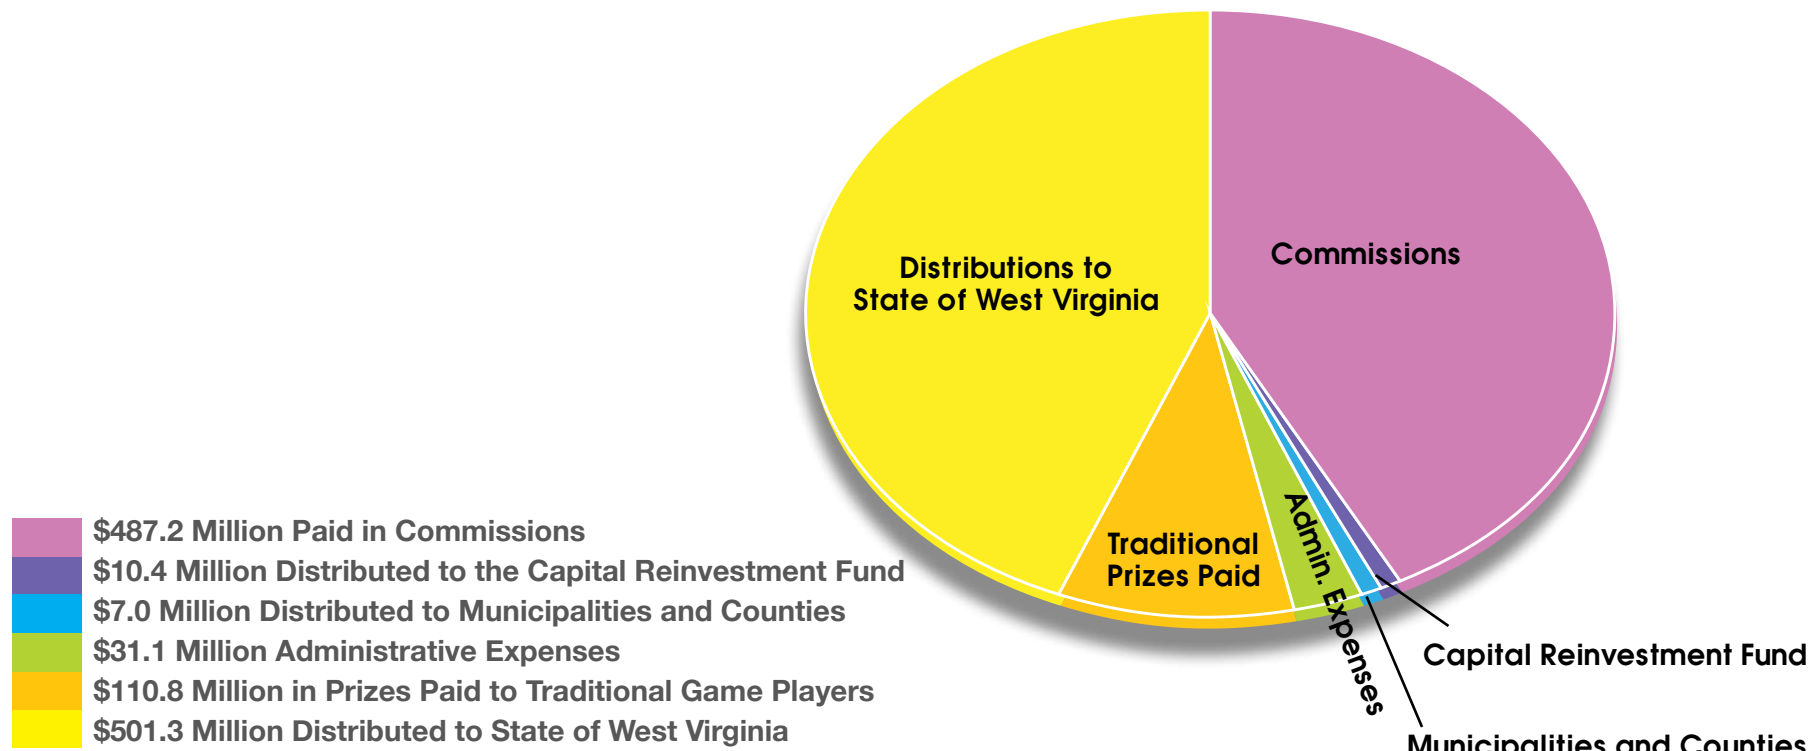 Distributions to
State of West Virginia
Commissions
Traditional
Prizes Paid
Admin. Expenses
Capital Reinvestment Fund
Municipalities and Counties
$487.2 Million Paid in Commissions
$10.4 Million Distributed to the Capital Reinvestment Fund
$7.0 Million Distributed to Municipalities and Counties
$31.1 Million Administrative Expenses
$110.8 Million in Prizes Paid to Traditional Game Players
$501.3 Million Distributed to State of West Virginia